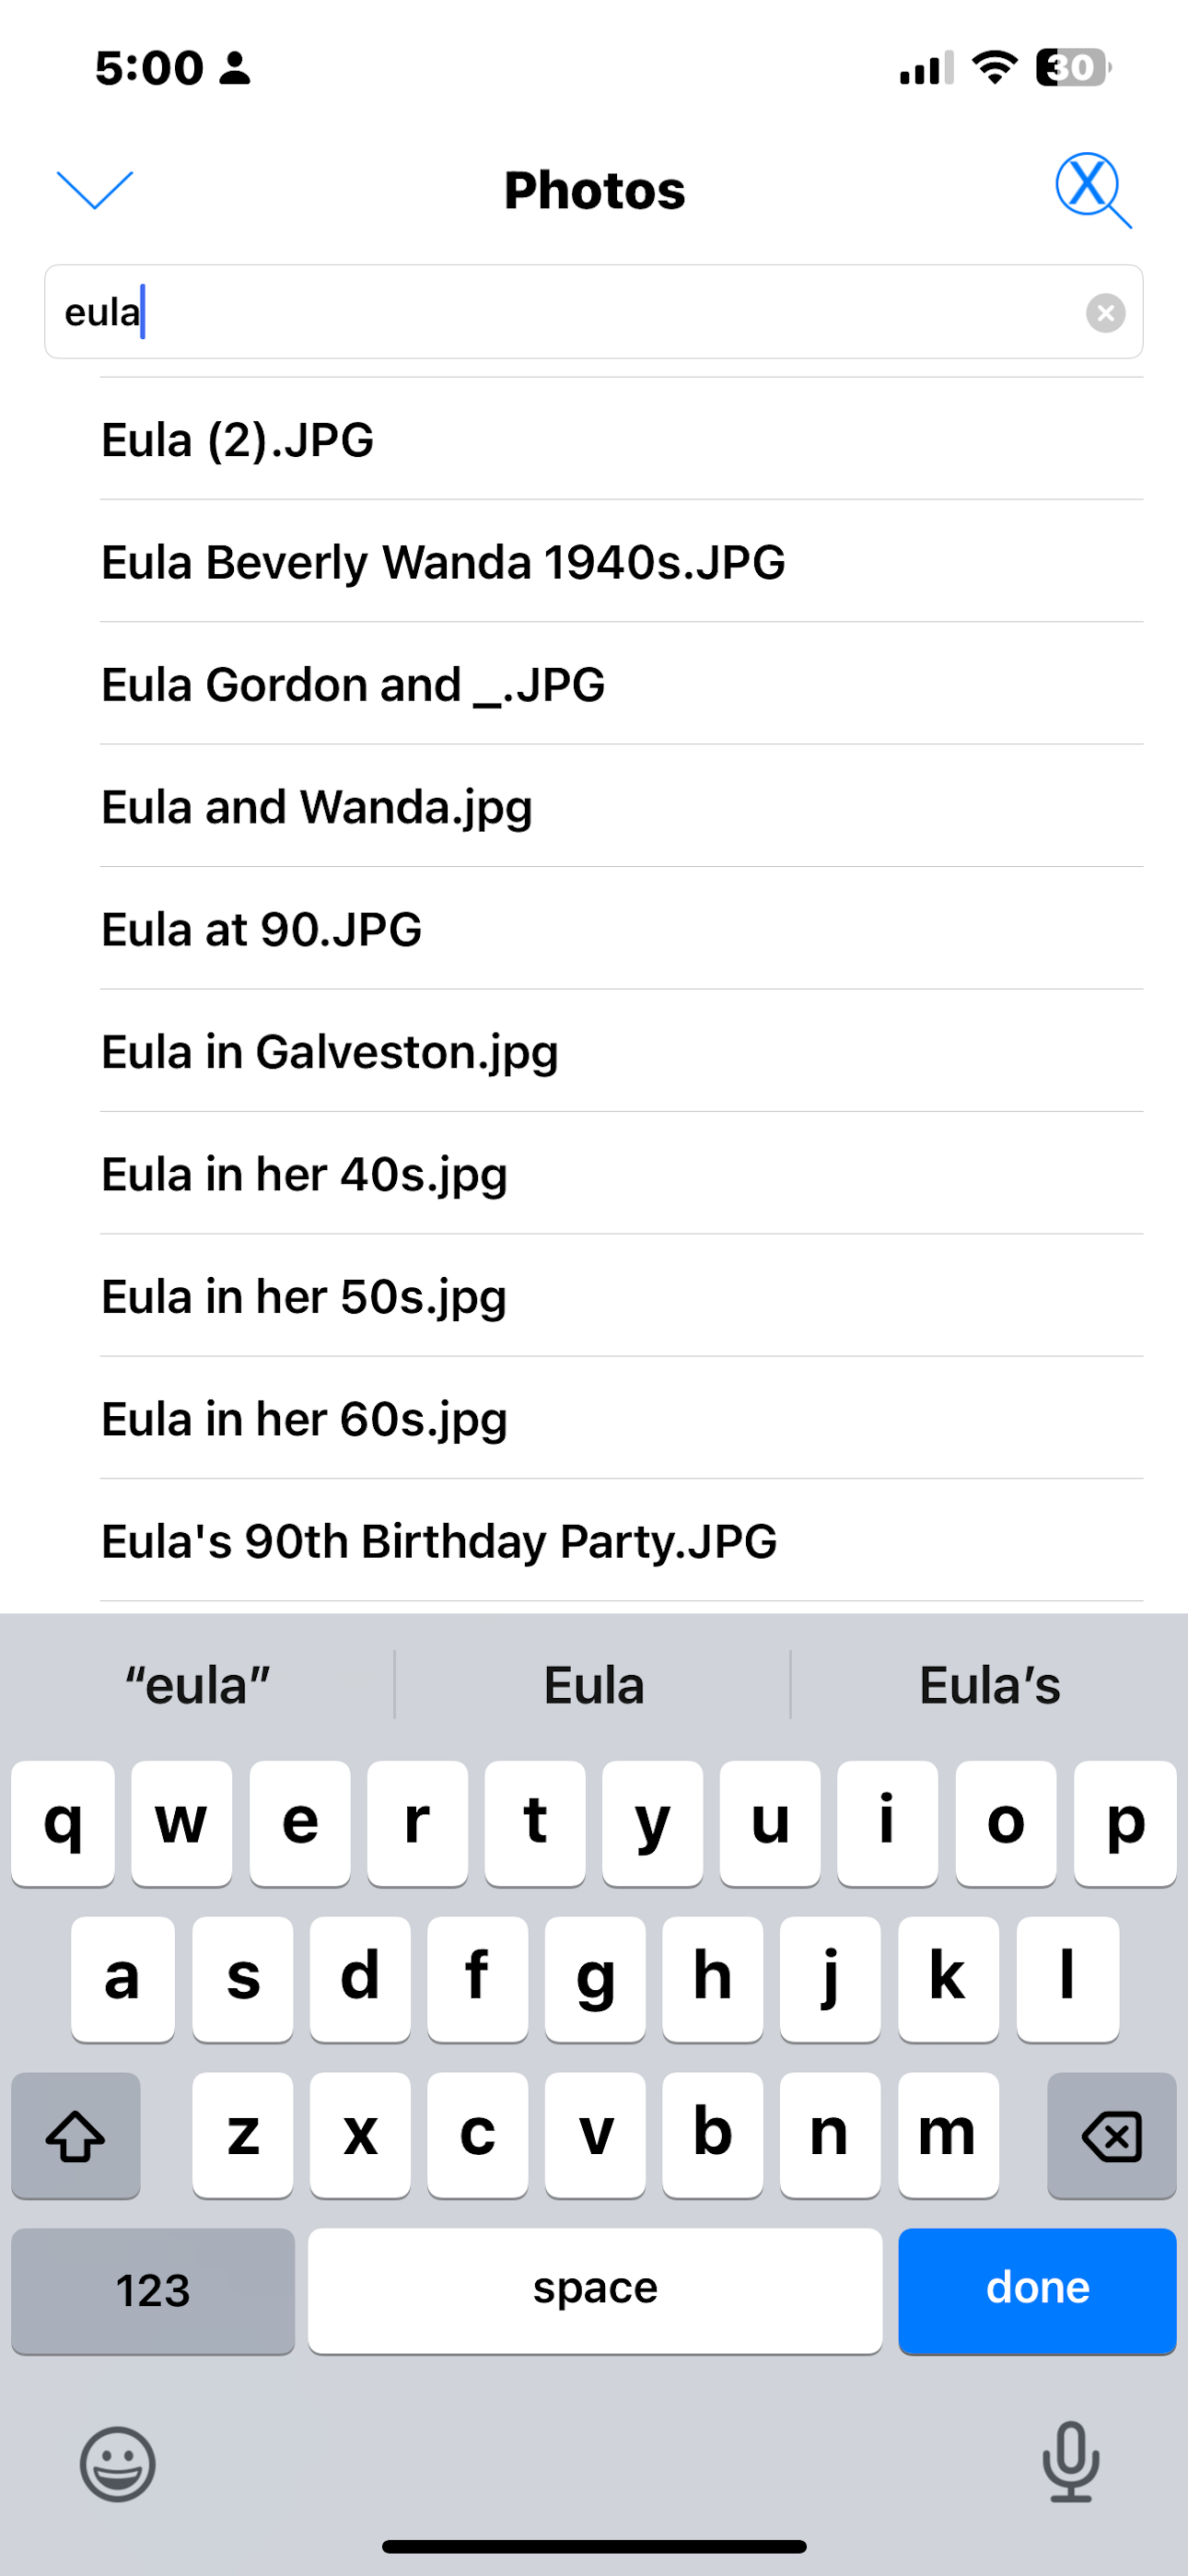 5:00
30
Photos
eula
Eula (2).JPG
Eula Beverly Wanda 1940s.JPG
Eula Gordon and _.JPG
Eula and Wanda.jpg
Eula at 90.JPG
Eula in Galveston.jpg
Eula in her 40s.jpg
Eula in her 50s.jpg
Eula in her 60s.jpg
Eula's 90th Birthday Party.JPG
“eula” Eula Eula’s
q w e r t y u i o p
a s d f g h j k l
z x c v b n m
123 space done